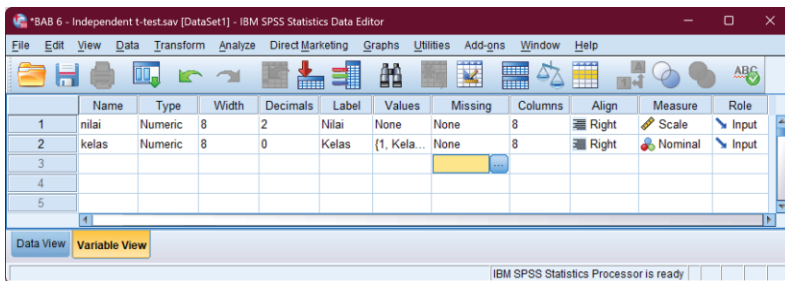 *BAB 6 - Independent t-test.sav [DataSet1] - IBM SPSS Statistics Data Editor
File Edit View Data Transform Analyze Direct Marketing Graphs Utilities Add-ons Window Help
Name Type Width Decimals Label Values Missing Columns Align Measure Role
1 nilai Numeric 8 2 Nilai None None 8 Right Scale Input
2 kelas Numeric 8 0 Kelas {1, Kela... None 8 Right Nominal Input
3 ...
4
5
Data View Variable View
IBM SPSS Statistics Processor is ready